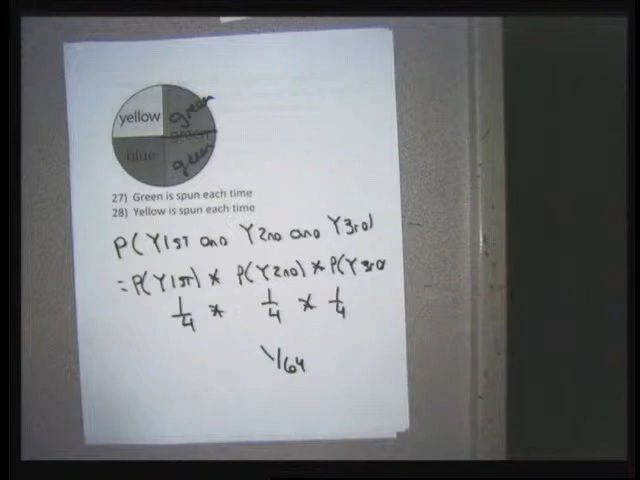 yellow green
green
blue green
27) Green is spun each time
28) Yellow is spun each time
P(Y1st and Y2nd and Y3rd)
=P(Y1st) * P(Y2nd) * P(Y3rd
1/4 * 1/4 * 1/4
1/64